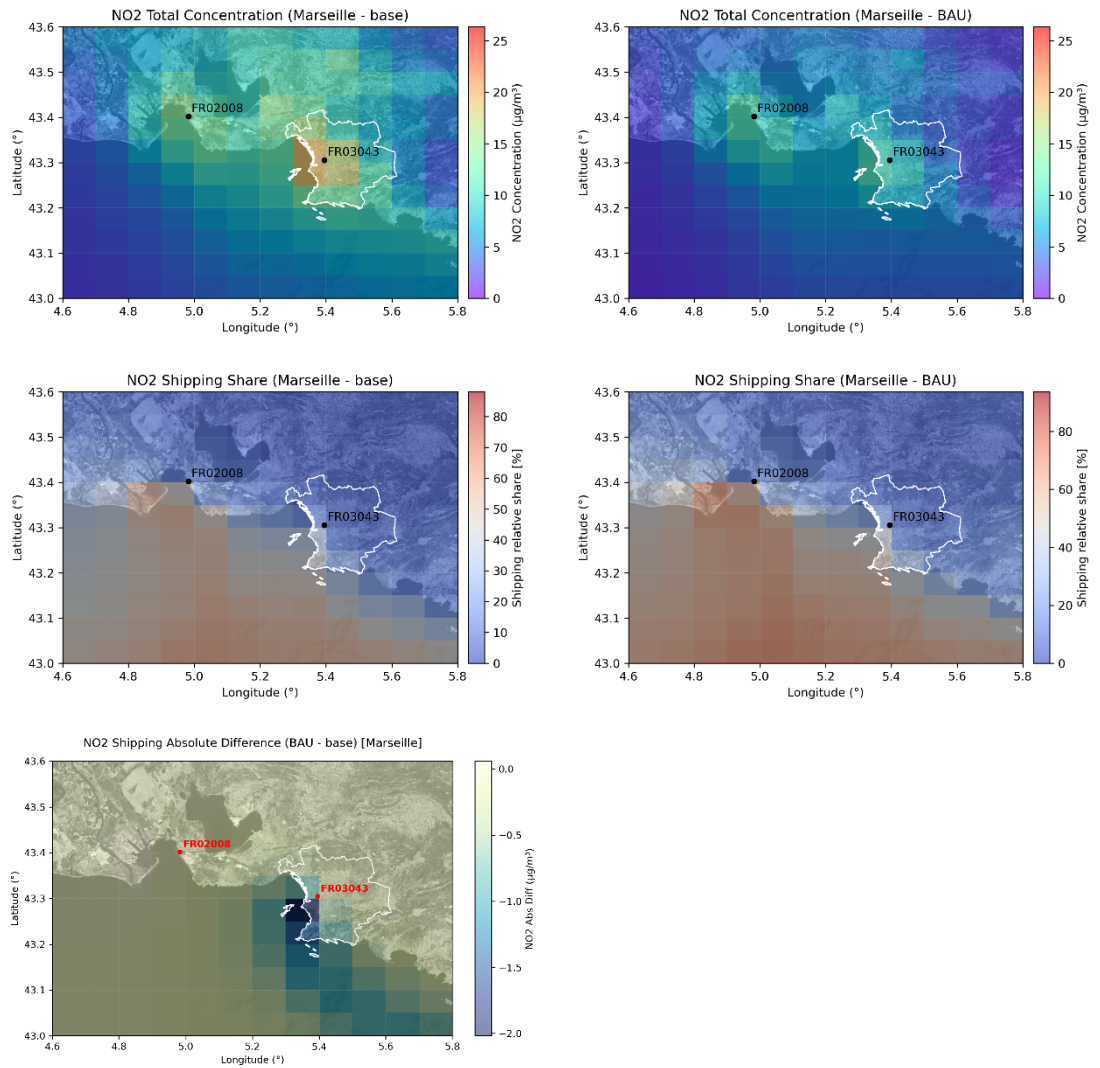 NO2 Total Concentration (Marseille - base)
43.6
43.5
43.4
43.3
43.2
43.1
43.0
Latitude (°)
FR02008
FR03043
4.6 4.8 5.0 5.2 5.4 5.6 5.8
Longitude (°)
25
20
15
10
5
0
NO2 Concentration (µg/m³)
NO2 Total Concentration (Marseille - BAU)
43.6
43.5
43.4
43.3
43.2
43.1
43.0
Latitude (°)
FR02008
FR03043
4.6 4.8 5.0 5.2 5.4 5.6 5.8
Longitude (°)
25
20
15
10
5
0
NO2 Concentration (µg/m³)
NO2 Shipping Share (Marseille - base)
43.6
43.5
43.4
43.3
43.2
43.1
43.0
Latitude (°)
FR02008
FR03043
4.6 4.8 5.0 5.2 5.4 5.6 5.8
Longitude (°)
80
70
60
50
40
30
20
10
0
Shipping relative share [%]
NO2 Shipping Share (Marseille - BAU)
43.6
43.5
43.4
43.3
43.2
43.1
43.0
Latitude (°)
FR02008
FR03043
4.6 4.8 5.0 5.2 5.4 5.6 5.8
Longitude (°)
80
60
40
20
0
Shipping relative share [%]
NO2 Shipping Absolute Difference (BAU - base) [Marseille]
43.6
43.5
43.4
43.3
43.2
43.1
43.0
Latitude (°)
FR02008
FR03043
4.6 4.8 5.0 5.2 5.4 5.6 5.8
Longitude (°)
0.0
−0.5
−1.0
−1.5
−2.0
NO2 Abs Diff (µg/m³)